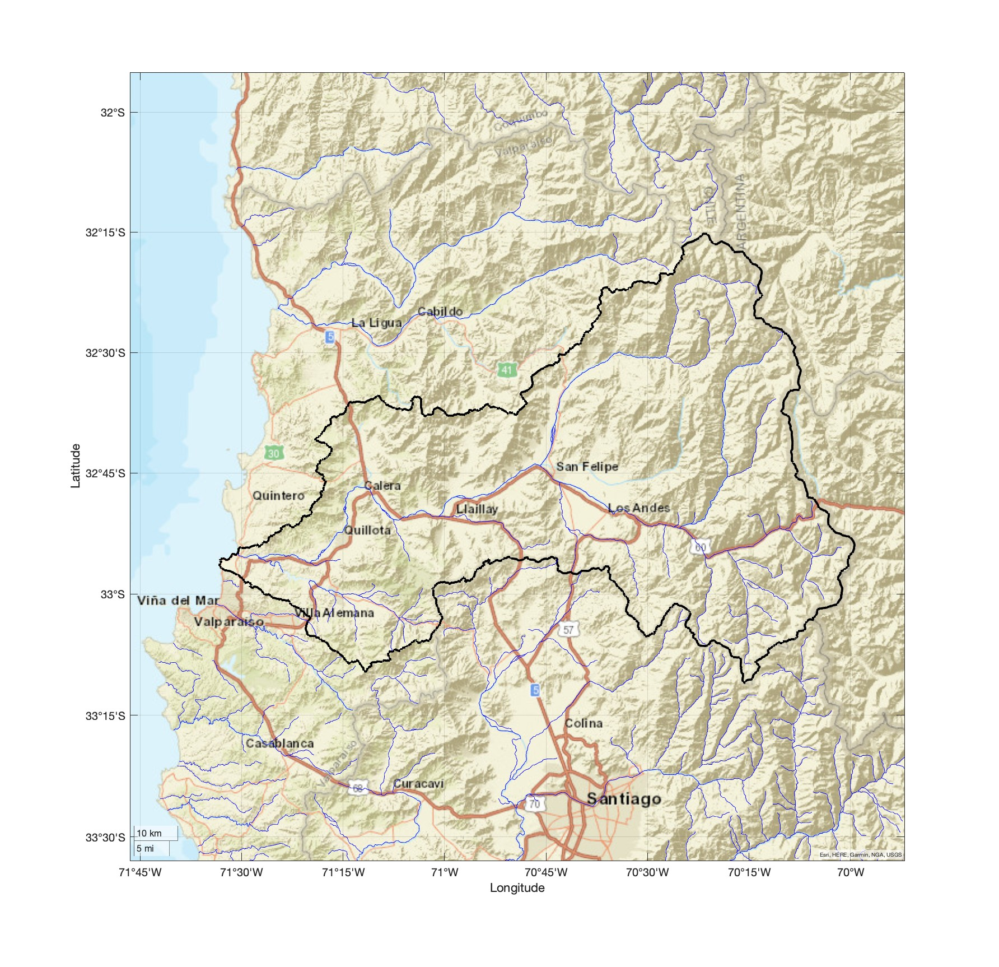 32°S
Coquimbo
Valparaíso
CHILE
ARGENTINA
32°15'S
Cabildo
La Ligua
5
32°30'S
41
30
Latitude
32°45'S
San Felipe
Calera
Quintero
Llaillay
Los Andes
Quillota
60
33°S
Viña del Mar
Villa Alemana
Valparaíso
57
5
33°15'S
Colina
Casablanca
Valparaíso
68
Curacaví
70
Santiago
33°30'S
10 km
5 mi
Esri, HERE, Garmin, NGA, USGS
71°45'W 71°30'W 71°15'W 71°W 70°45'W 70°30'W 70°15'W 70°W
Longitude